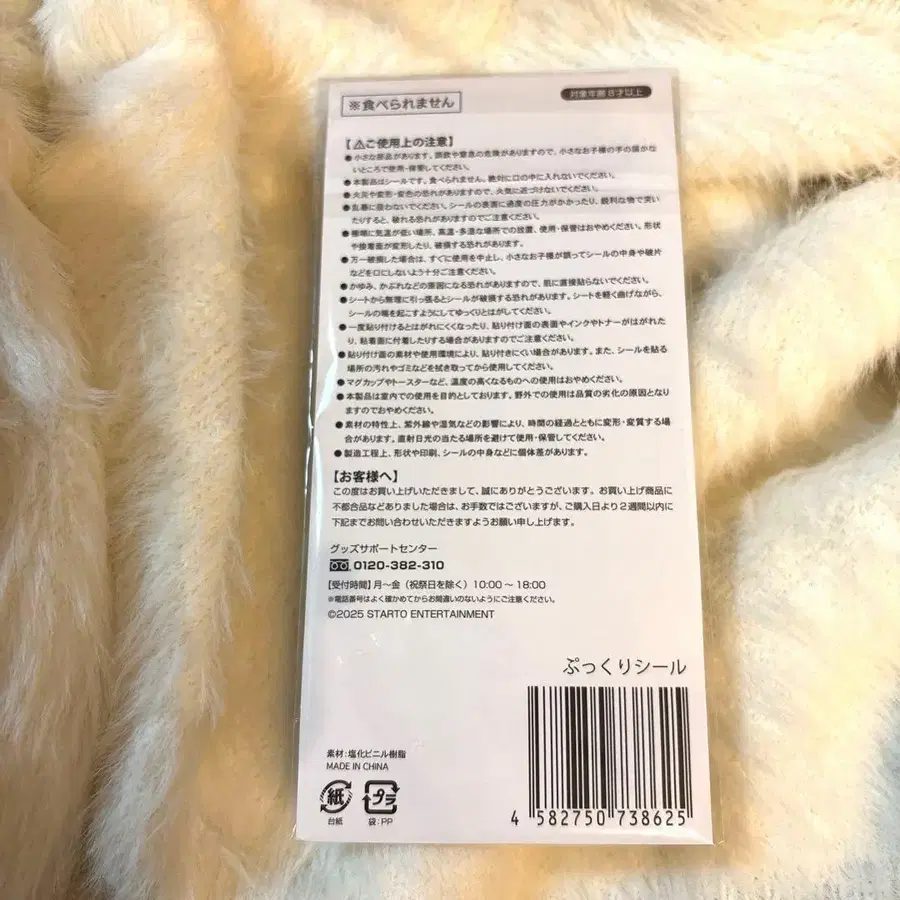 ※食べられません
対象年齢8才以上
【⚠ご使用上の注意】
●小さな部品があります。誤飲や窒息の危険がありますので、小さなお子様の手の届かな
いところで使用・保管してください。
●本製品はシールです。食べられません。絶対に口の中に入れないでください。
●火災や変形・変色の恐れがありますので、火気に近づけないでください。
●乱暴に扱わないでください。シールの表面に過度の圧力がかかったり、鋭利な物で突い
たりすると、破れる恐れがありますのでご注意ください。
●極端に気温が低い場所、高温・多湿な場所での放置、使用・保管はおやめください。形状
や接着面が変形したり、破損する恐れがあります。
●万一破損した場合は、すぐに使用を中止し、小さなお子様が誤ってシールの中身や破片
などを口にしないよう十分ご注意ください。
●かゆみ、かぶれなどの原因になる恐れがありますので、肌に直接貼らないでください。
●シートから無理に引っ張るとシールが破損する恐れがあります。シートを軽く曲げながら、
シールの端を起こすようにしてゆっくりとはがしてください。
●一度貼り付けるとはがれにくくなったり、貼り付け面の表面やインクやトナーがはがれた
り、粘着面に付着したりする場合がありますのでご注意ください。
●貼り付け面の素材や使用環境により、貼り付きにくい場合があります。また、シールを貼る
場所の汚れやゴミなどを拭き取ってから使用してください。
●マグカップやトースターなど、温度の高くなるものへの使用はおやめください。
●本製品は室内での使用を目的としております。野外での使用は品質の劣化の原因となり
ますのでおやめください。
●素材の特性上、紫外線や湿気などの影響により、時間の経過とともに変形・変質する場
合があります。直射日光の当たる場所を避けて使用・保管してください。
●製造工程上、形状や印刷、シールの中身などに個体差があります。
【お客様へ】
この度はお買い上げいただきまして、誠にありがとうございます。お買い上げ商品に
不都合品などありました場合は、お手数ではございますが、ご購入日より2週間以内に
下記までお問い合わせいただきますようお願い申し上げます。
グッズサポートセンター
0120-382-310
【受付時間】月～金（祝祭日を除く）10:00～18:00
※電話番号はよく確かめてからお間違いのないようにご注意ください。
©2025 STARTO ENTERTAINMENT
ぷっくりシール
素材:塩化ビニル樹脂
MADE IN CHINA
紙
プラ
台紙
袋:PP
4 582750 738625